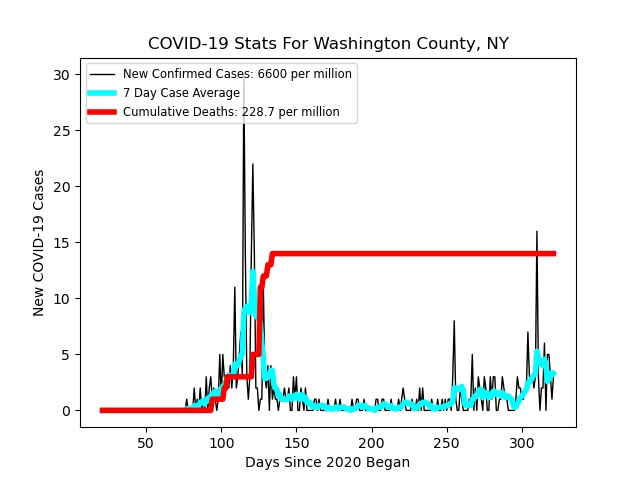 COVID-19 Stats For Washington County, NY
New Confirmed Cases: 6600 per million
7 Day Case Average
Cumulative Deaths: 228.7 per million
New COVID-19 Cases
30
25
20
15
10
5
0
50 100 150 200 250 300
Days Since 2020 Began